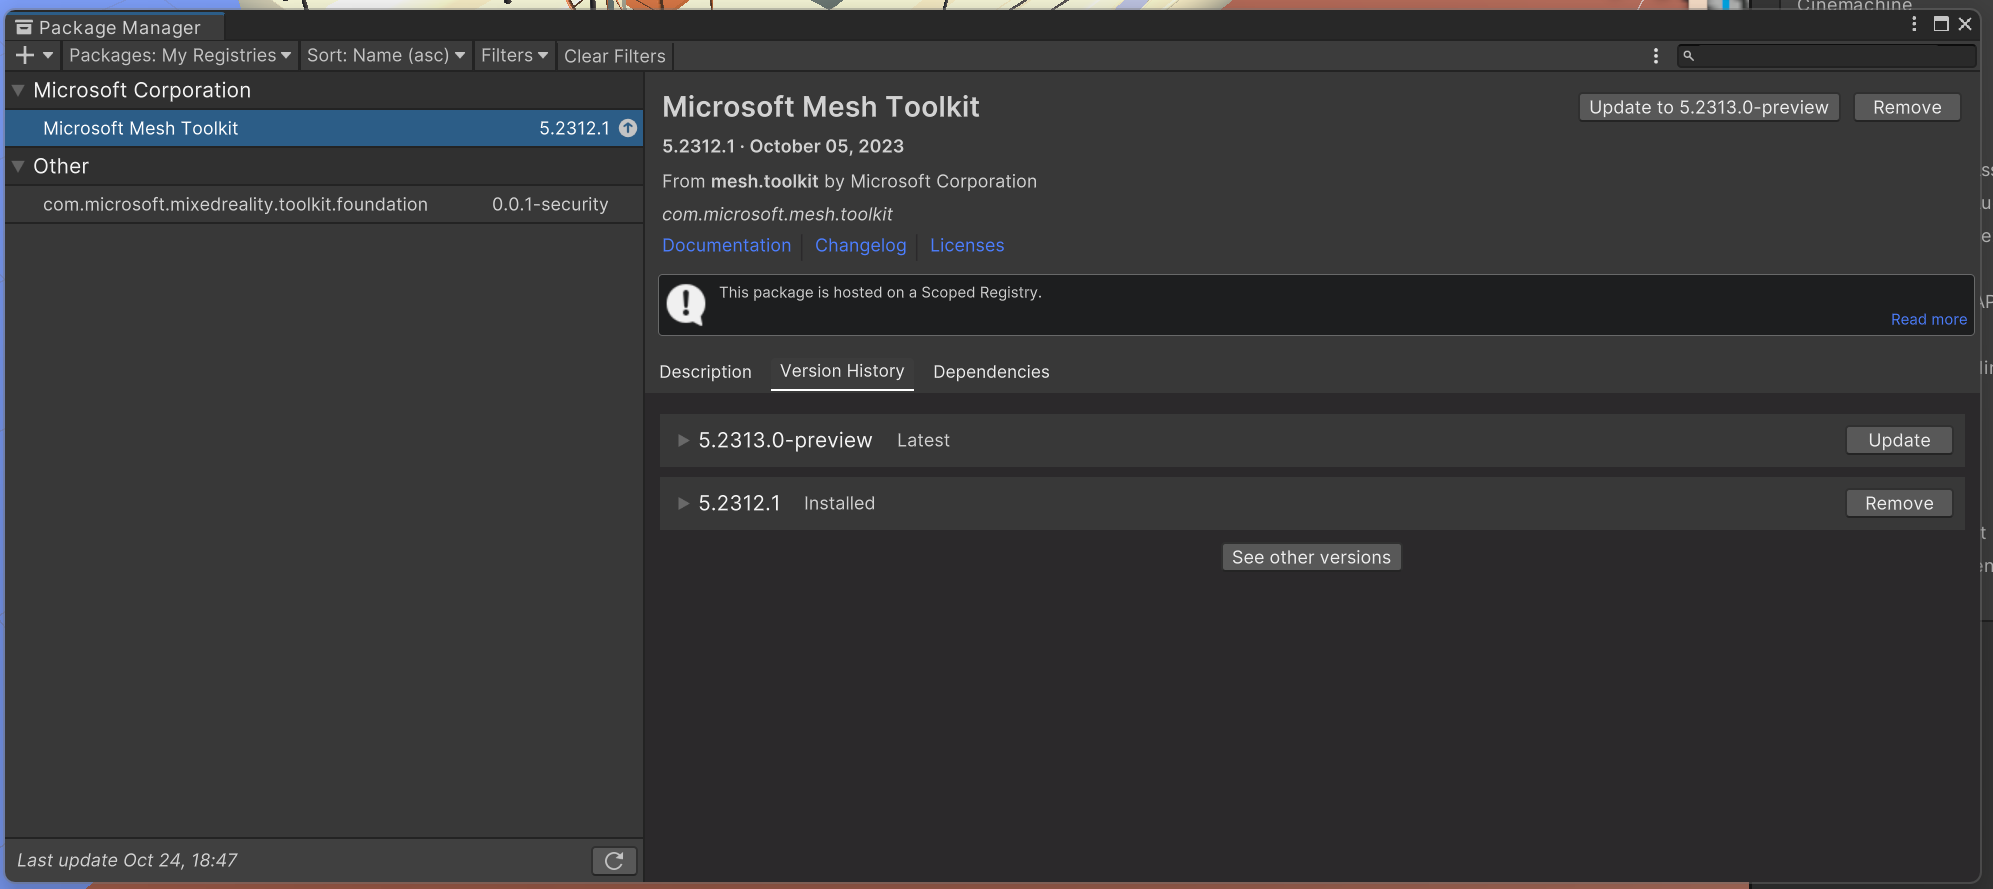 Cinemachine
Package Manager
Packages: My Registries
Sort: Name (asc)
Filters
Clear Filters
Microsoft Corporation
Microsoft Mesh Toolkit 5.2312.1
Other
com.microsoft.mixedreality.toolkit.foundation 0.0.1-security
Last update Oct 24, 18:47
Microsoft Mesh Toolkit
Update to 5.2313.0-preview
Remove
5.2312.1 · October 05, 2023
From mesh.toolkit by Microsoft Corporation
com.microsoft.mesh.toolkit
Documentation
Changelog
Licenses
This package is hosted on a Scoped Registry.
Read more
Description
Version History
Dependencies
5.2313.0-preview Latest
Update
5.2312.1 Installed
Remove
See other versions